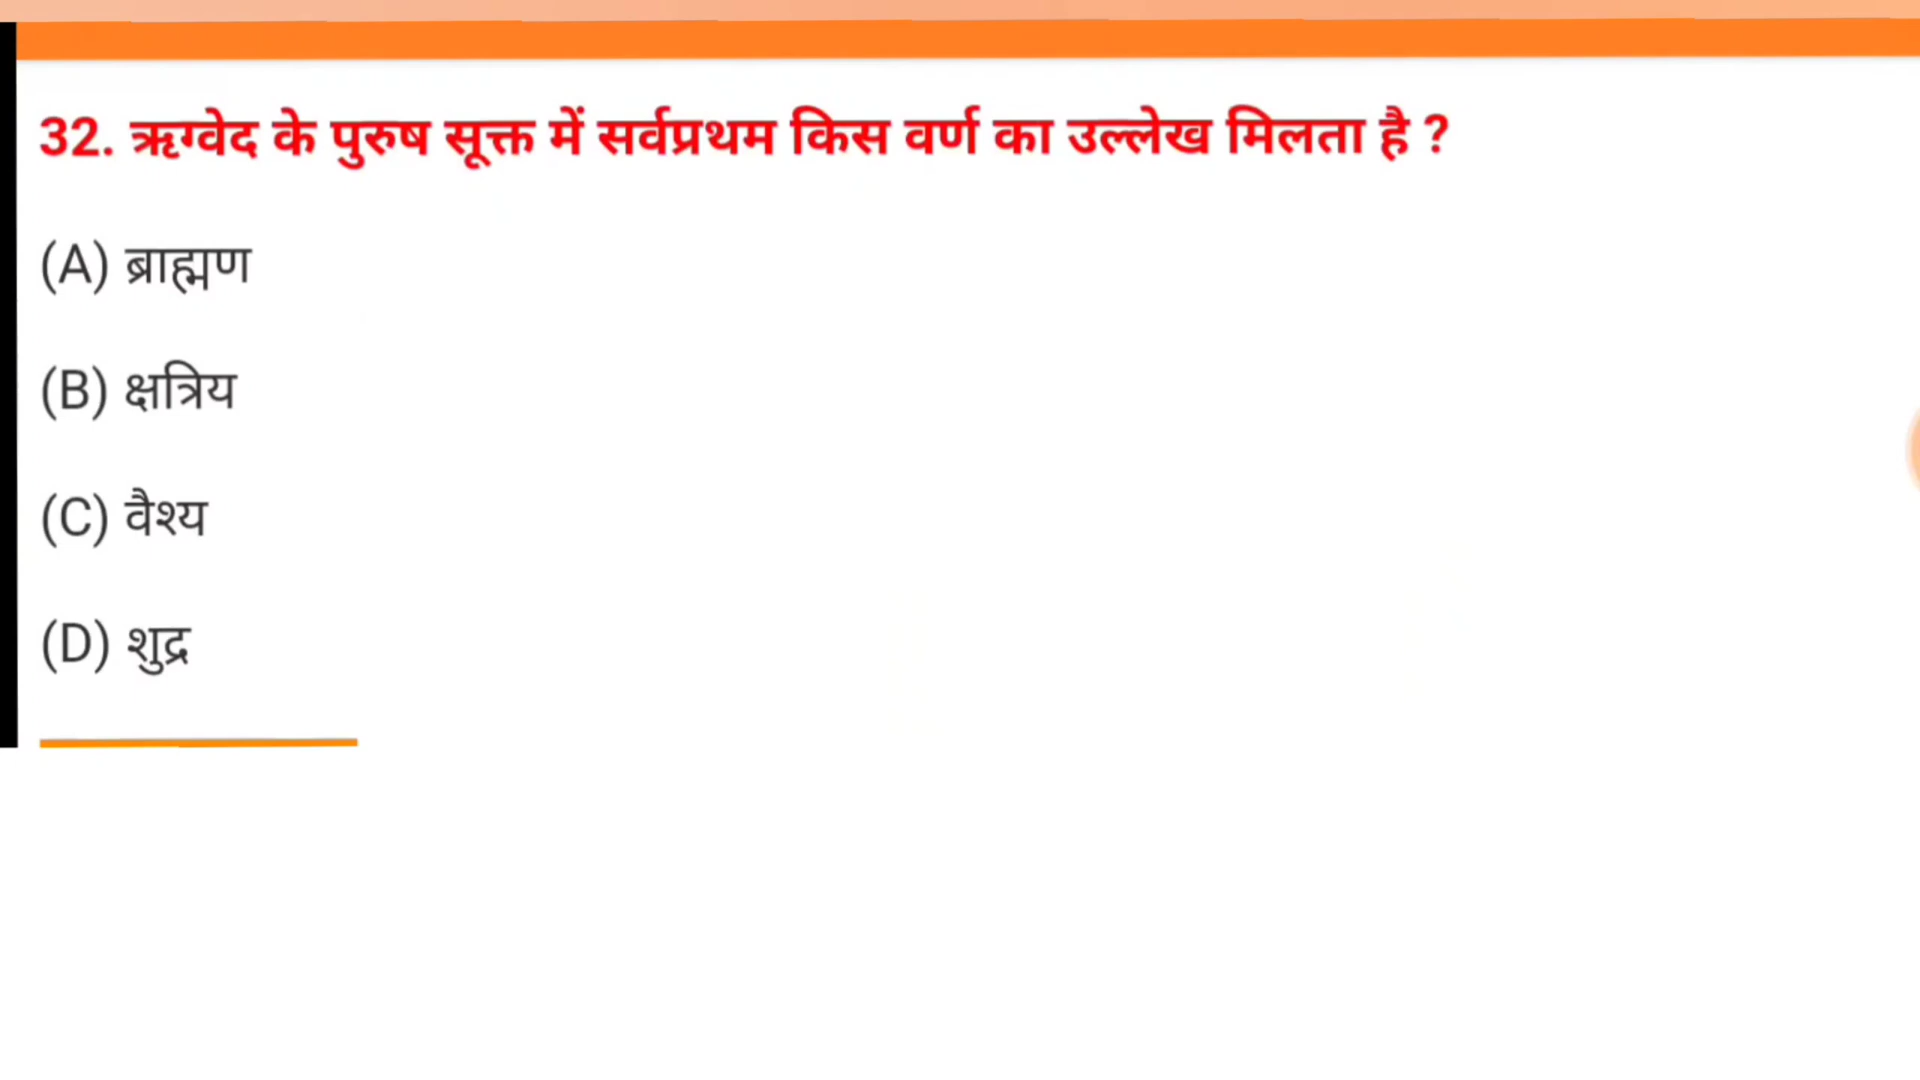 32. ऋग्वेद के पुरुष सूक्त में सर्वप्रथम किस वर्ण का उल्लेख मिलता है ?
(A) ब्राह्मण
(B) क्षत्रिय
(C) वैश्य
(D) शुद्र